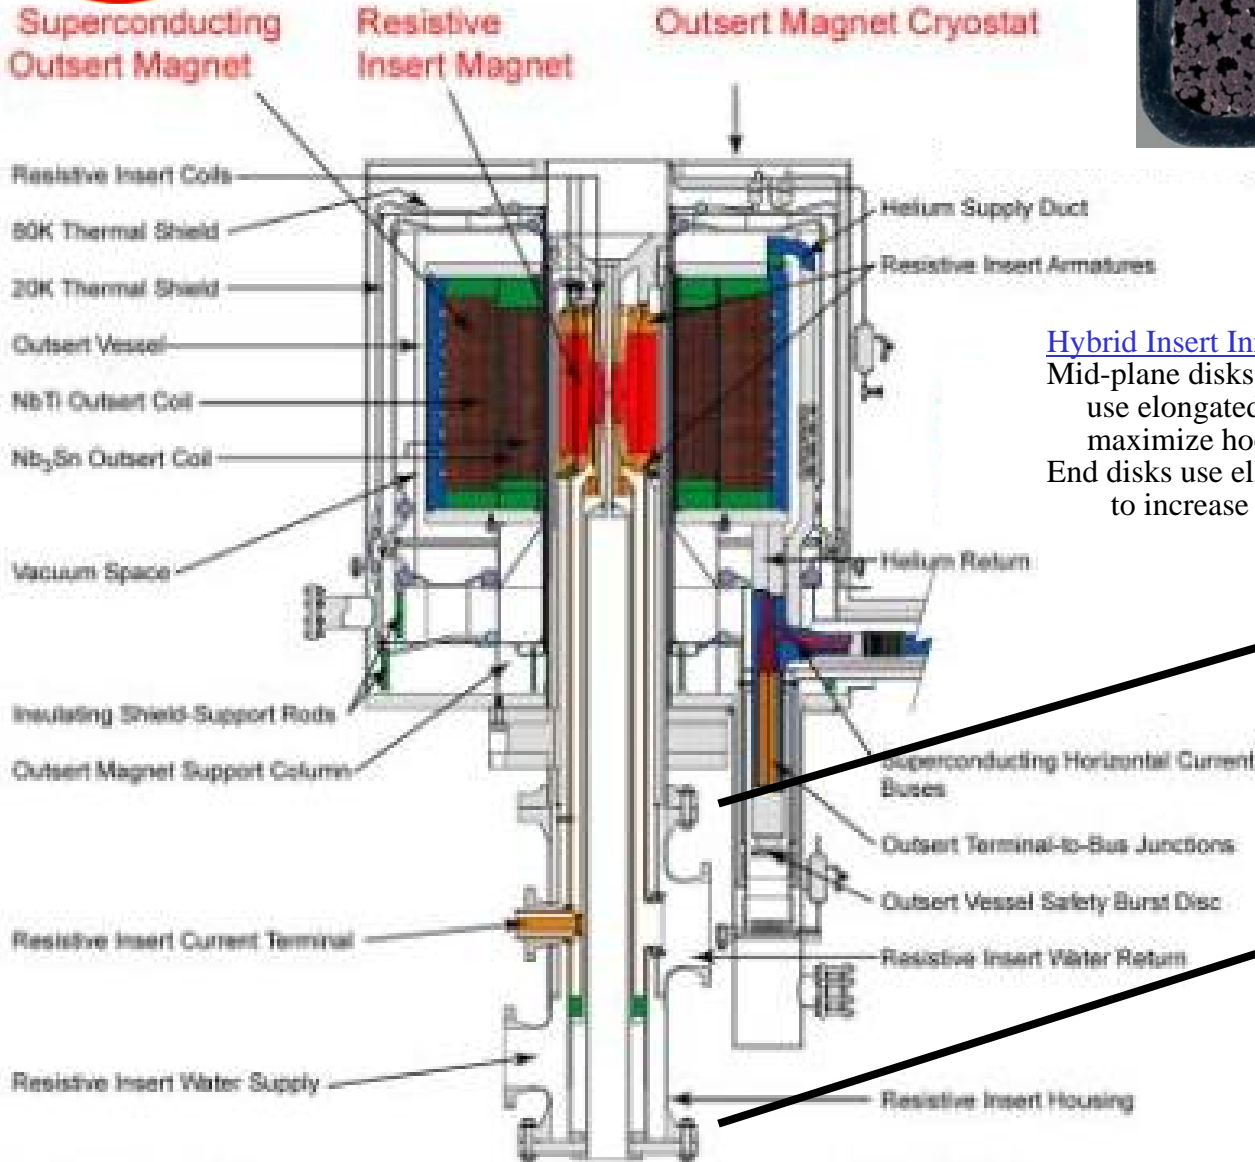 Superconducting
Outsert Magnet
Resistive
Insert Magnet
Outsert Magnet Cryostat
Resistive Insert Coils
80K Thermal Shield
20K Thermal Shield
Outsert Vessel
NbTi Outsert Coil
Nb₃Sn Outsert Coil
Vacuum Space
Insulating Shield-Support Rods
Outsert Magnet Support Column
Resistive Insert Current Terminal
Resistive Insert Water Supply
Helium Supply Duct
Resistive Insert Armatures
Hybrid Insert
Mid-plane disks
use elongated
maximize
End disks use
to increase
Helium Return
Superconducting Horizontal Current
Buses
Outsert Terminal-to-Bus Junctions
Outsert Vessel Safety Burst Disc
Resistive Insert Water Return
Resistive Insert Housing